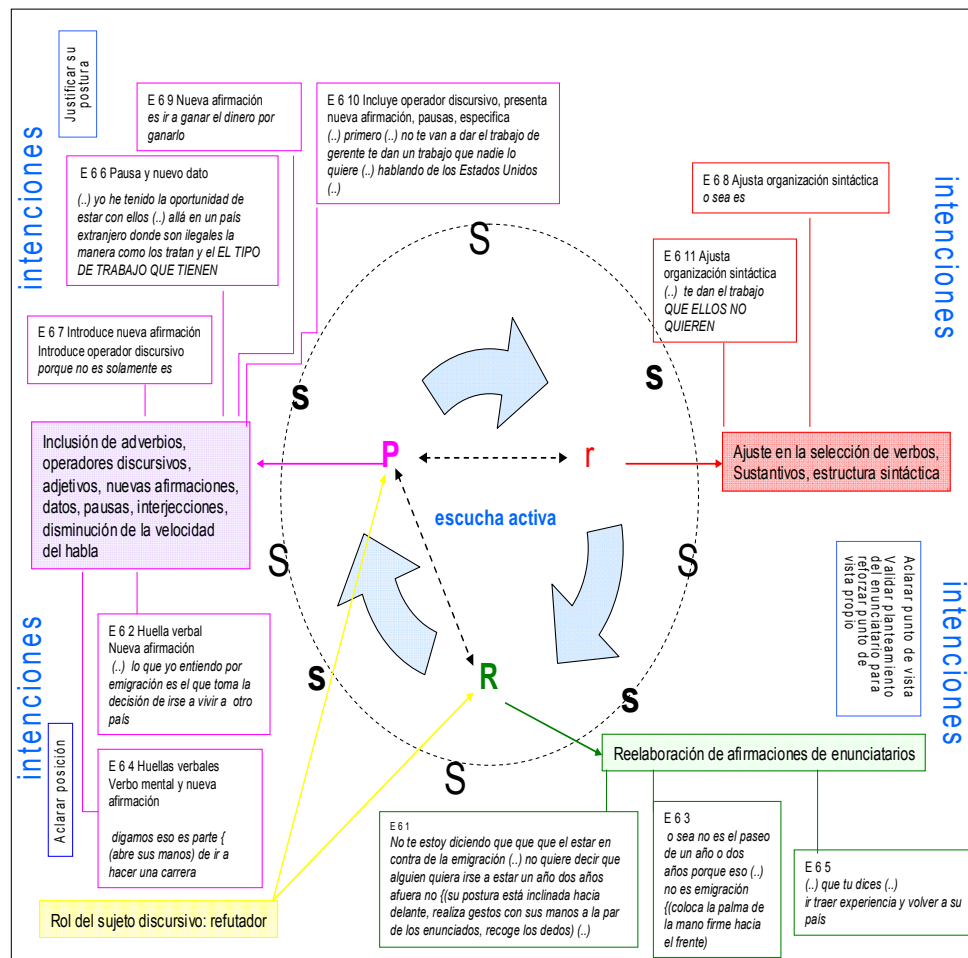 intenciones
Justificar su
postura
E 6 9 Nueva afirmación
es ir a ganar el dinero por
ganarlo
E 6 10 Incluye operador discursivo, presenta
nueva afirmación, pausas, especifica
(..) primero (..) no te van a dar el trabajo de
gerente te dan un trabajo que nadie lo
quiere (..) hablando de los Estados Unidos
(..)
E 6 6 Pausa y nuevo dato
(..) yo he tenido la oportunidad de
estar con ellos (..) allá en un país
extranjero donde son ilegales la
manera como los tratan y el EL TIPO
DE TRABAJO QUE TIENEN
E 6 8 Ajusta organización sintáctica
o sea es
intenciones
E 6 11 Ajusta
organización sintáctica
(..) te dan el trabajo
QUE ELLOS NO
QUIEREN
E 6 7 Introduce nueva afirmación
Introduce operador discursivo
porque no es solamente es
S
s
s
Inclusión de adverbios,
operadores discursivos,
adjetivos, nuevas afirmaciones,
datos, pausas, interjecciones,
disminución de la velocidad
del habla
P
r
Ajuste en la selección de verbos,
Sustantivos, estructura sintáctica
escucha activa
S
S
Aclarar punto de vista
Validar planteamiento
del enunciatario para
reforzar punto de
vista propio
intenciones
intenciones
E 6 2 Huella verbal
Nueva afirmación
(..) lo que yo entiendo por
emigración es el que toma la
decisión de irse a vivir a otro
país
s
R
s
Aclarar posición
E 6 4 Huellas verbales
Verbo mental y nueva
afirmación
digamos eso es parte {
(abre sus manos) de ir a
hacer una carrera
S
Reelaboración de afirmaciones de enunciatarios
E 6 1
No te estoy diciendo que que que el estar en
contra de la emigración (..) no quiere decir que
alguien quiera irse a estar un año dos años
afuera no {(su postura está inclinada hacia
delante, realiza gestos con sus manos a la par
de los enunciados, recoge los dedos) (..)
E 6 3
o sea no es el paseo
de un año o dos
años porque eso (..)
no es emigración
{(coloca la palma de
la mano firme hacia
el frente)
E 6 5
(..) que tu dices (..)
ir traer experiencia y volver a su
país
Rol del sujeto discursivo: refutador